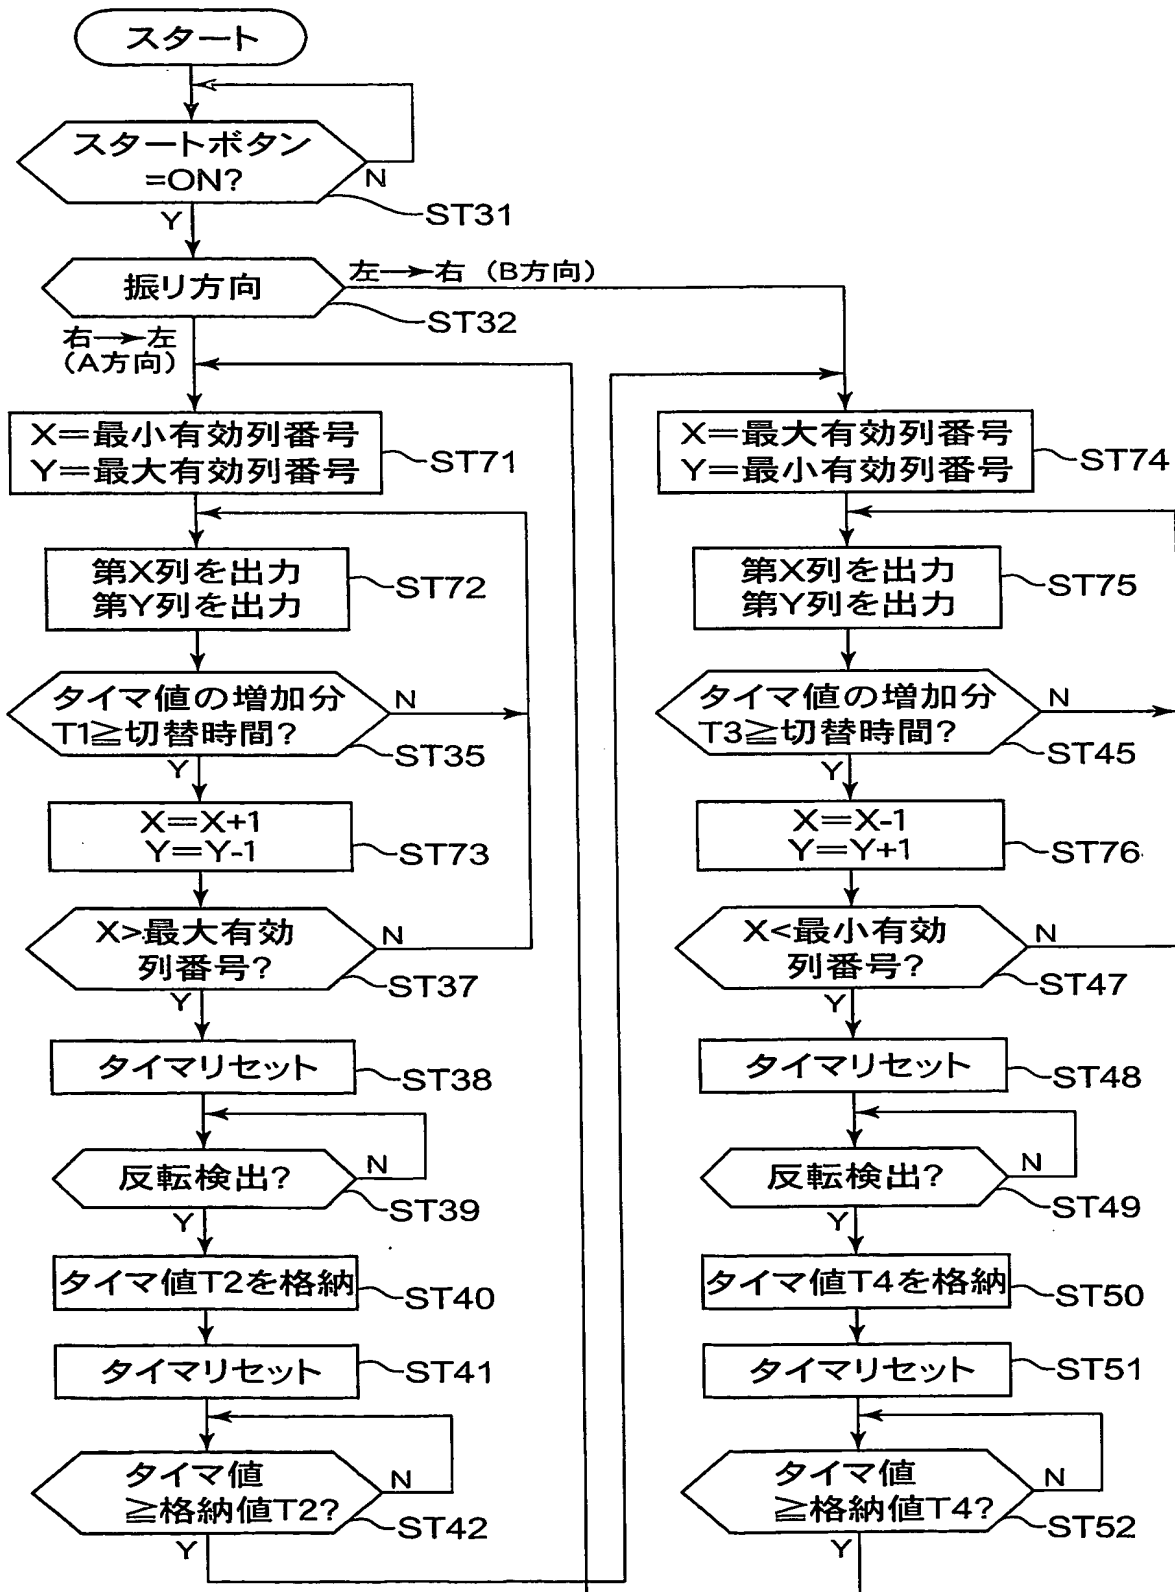 スタート
スタートボタン
=ON?
N
ST31
Y
振り方向
左→右 (B方向)
ST32
右→左
(A方向)
X=最小有効列番号
Y=最大有効列番号
ST71
第X列を出力
第Y列を出力
ST72
タイマ値の増加分
T1≧切替時間?
N
ST35
Y
X=X+1
Y=Y-1
ST73
X>最大有効
列番号?
N
ST37
Y
タイマリセット
ST38
反転検出?
N
ST39
Y
タイマ値T2を格納
ST40
タイマリセット
ST41
タイマ値
≧格納値T2?
N
ST42
Y
X=最大有効列番号
Y=最小有効列番号
ST74
第X列を出力
第Y列を出力
ST75
タイマ値の増加分
T3≧切替時間?
N
ST45
Y
X=X-1
Y=Y+1
ST76
X<最小有効
列番号?
N
ST47
Y
タイマリセット
ST48
反転検出?
N
ST49
Y
タイマ値T4を格納
ST50
タイマリセット
ST51
タイマ値
≧格納値T4?
N
ST52
Y